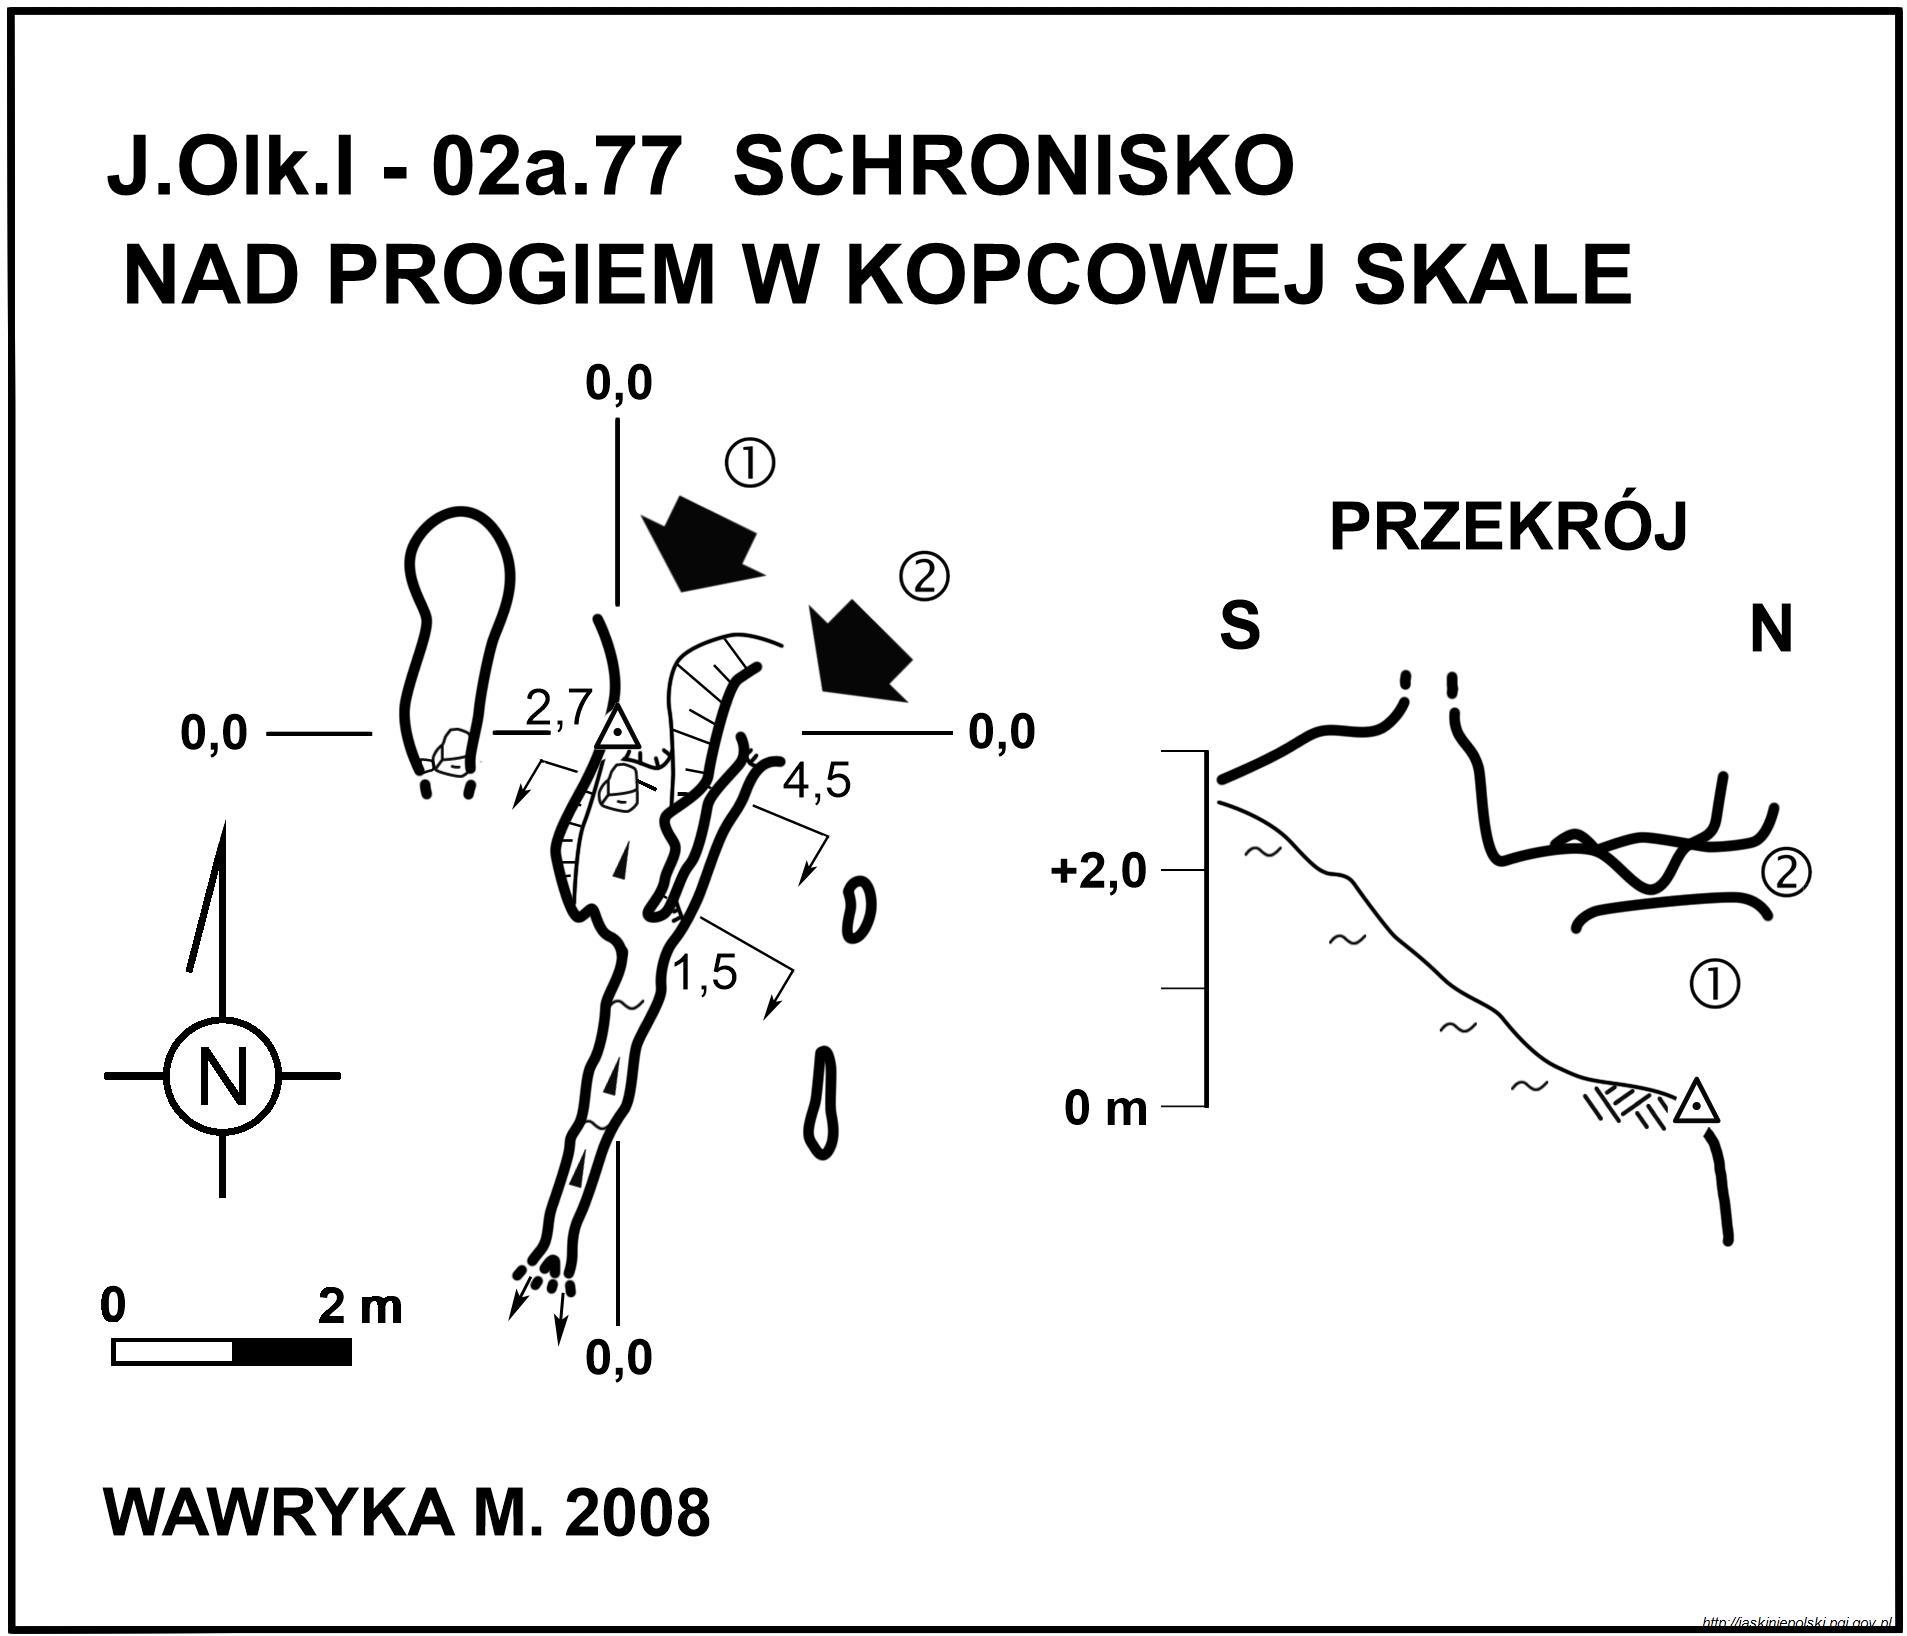 J.Olk.I - 02a.77 SCHRONISKO
NAD PROGIEM W KOPCOWEJ SKALE
0,0
①
②
PRZEKRÓJ
S
N
2,7
0,0
0,0
4,5
+2,0
②
1,5
①
N
0 m
0
2 m
0,0
WAWRYKA M. 2008
http://jaskiniepolski.pgi.gov.pl